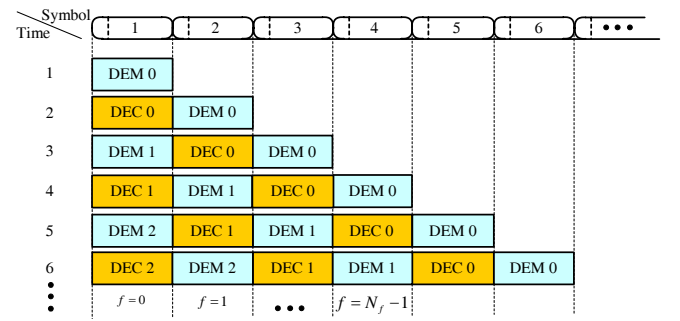 Symbol
Time
1 2 3 4 5 6 •••
1 DEM 0
2 DEC 0 DEM 0
3 DEM 1 DEC 0 DEM 0
4 DEC 1 DEM 1 DEC 0 DEM 0
5 DEM 2 DEC 1 DEM 1 DEC 0 DEM 0
6 DEC 2 DEM 2 DEC 1 DEM 1 DEC 0 DEM 0
f = 0 f = 1 ••• f = N_f − 1